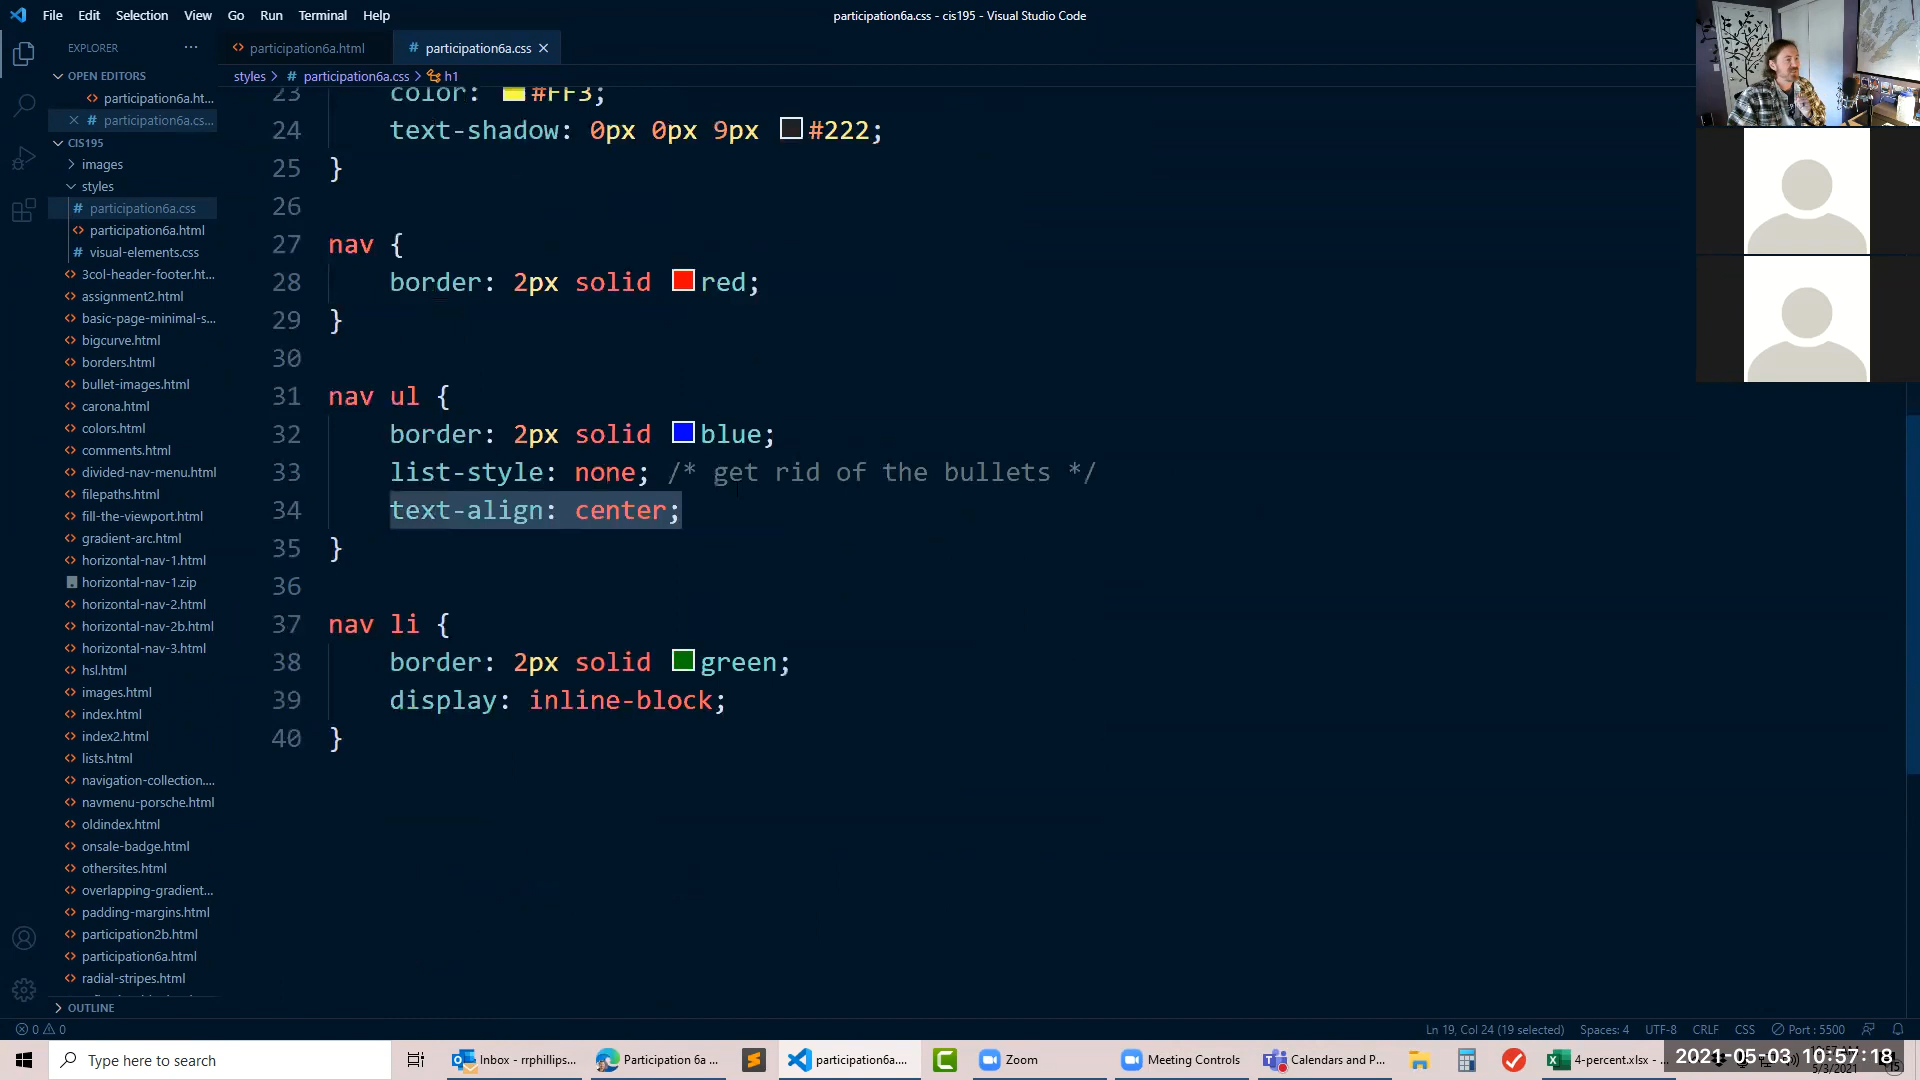 File Edit Selection View Go Run Terminal Help
participation6a.css - cis195 - Visual Studio Code
EXPLORER ···
participation6a.html
# participation6a.css
OPEN EDITORS
styles > # participation6a.css > h1
participation6a.ht...
participation6a.cs...
CIS195
images
styles
# participation6a.css
participation6a.html
# visual-elements.css
3col-header-footer.ht...
assignment2.html
basic-page-minimal-s...
bigcurve.html
borders.html
bullet-images.html
carona.html
colors.html
comments.html
divided-nav-menu.html
filepaths.html
fill-the-viewport.html
gradient-arc.html
horizontal-nav-1.html
horizontal-nav-1.zip
horizontal-nav-2.html
horizontal-nav-2b.html
horizontal-nav-3.html
hsl.html
images.html
index.html
index2.html
lists.html
navigation-collection....
navmenu-porsche.html
oldindex.html
onsale-badge.html
othersites.html
overlapping-gradient...
padding-margins.html
participation2b.html
participation6a.html
radial-stripes.html
OUTLINE
23 color: #FF3;
24 text-shadow: 0px 0px 9px #222;
25 }
26
27 nav {
28 border: 2px solid red;
29 }
30
31 nav ul {
32 border: 2px solid blue;
33 list-style: none; /* get rid of the bullets */
34 text-align: center;
35 }
36
37 nav li {
38 border: 2px solid green;
39 display: inline-block;
40 }
0 0
Ln 19, Col 24 (19 selected) Spaces: 4 UTF-8 CRLF CSS Port : 5500
Type here to search
Inbox - rrphillips...
Participation 6a ...
participation6a....
Zoom
Meeting Controls
Calendars and P...
4-percent.xlsx - ...
2021-05-03 10:57:18
5/3/2021
15